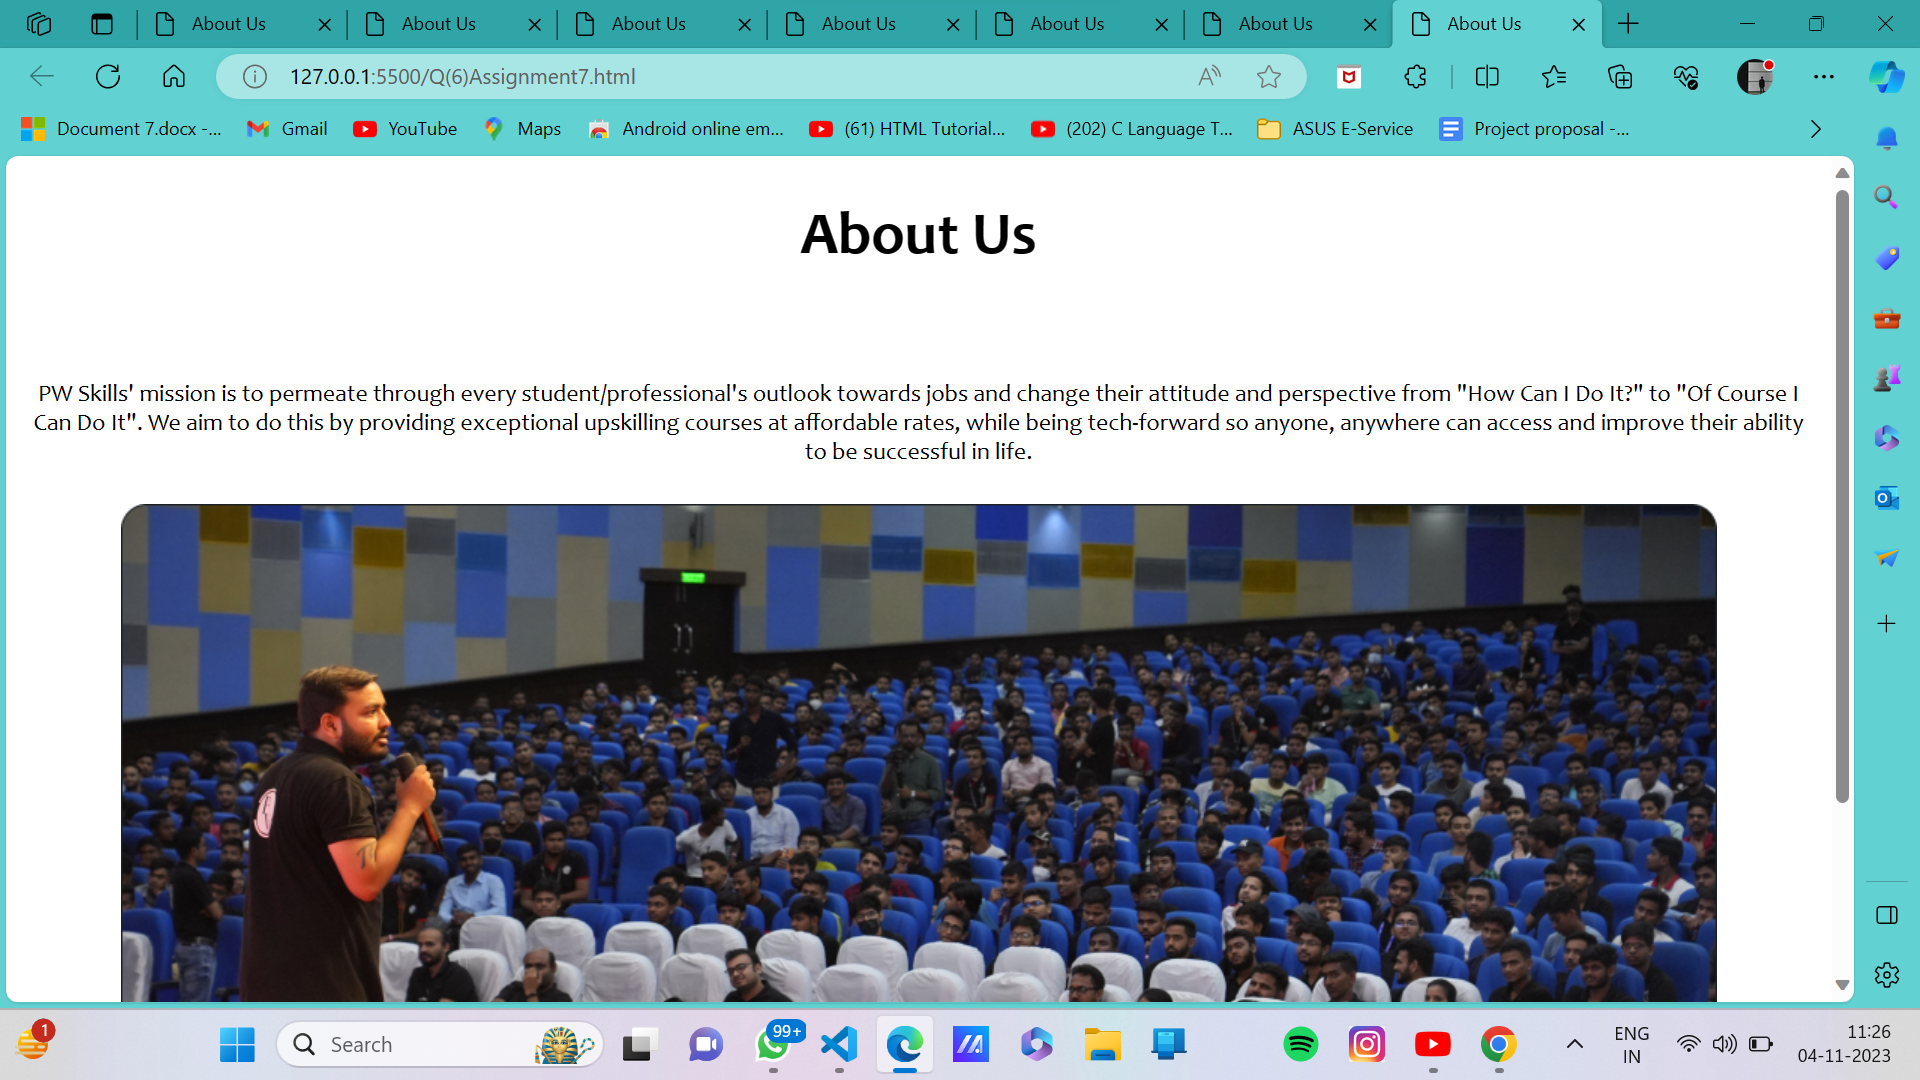 About Us About Us About Us About Us About Us About Us About Us
127.0.0.1:5500/Q(6)Assignment7.html
Document 7.docx -... Gmail YouTube Maps Android online em... (61) HTML Tutorial... (202) C Language T... ASUS E-Service Project proposal -...
About Us
PW Skills' mission is to permeate through every student/professional's outlook towards jobs and change their attitude and perspective from "How Can I Do It?" to "Of Course I
Can Do It". We aim to do this by providing exceptional upskilling courses at affordable rates, while being tech-forward so anyone, anywhere can access and improve their ability
to be successful in life.
1 Search 99+ ENG 11:26
IN 04-11-2023